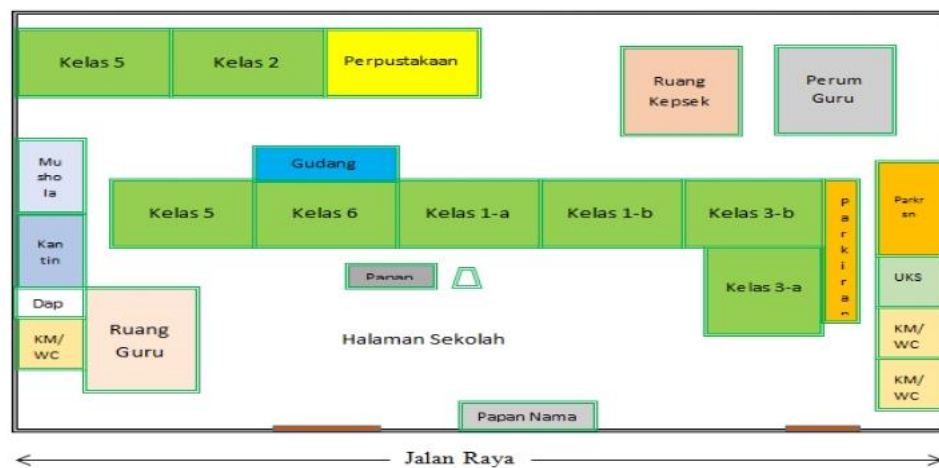 Kelas 5
Kelas 2
Perpustakaan
Ruang
Kepsek
Perum
Guru
Mu
sho
la
Gudang
Kelas 5
Kelas 6
Kelas 1-a
Kelas 1-b
Kelas 3-b
P
a
r
k
i
r
a
n
Parkr
sn
Kan
tin
Papan
Kelas 3-a
UKS
Dap
KM/
WC
Ruang
Guru
Halaman Sekolah
KM/
WC
KM/
WC
Papan Nama
Jalan Raya